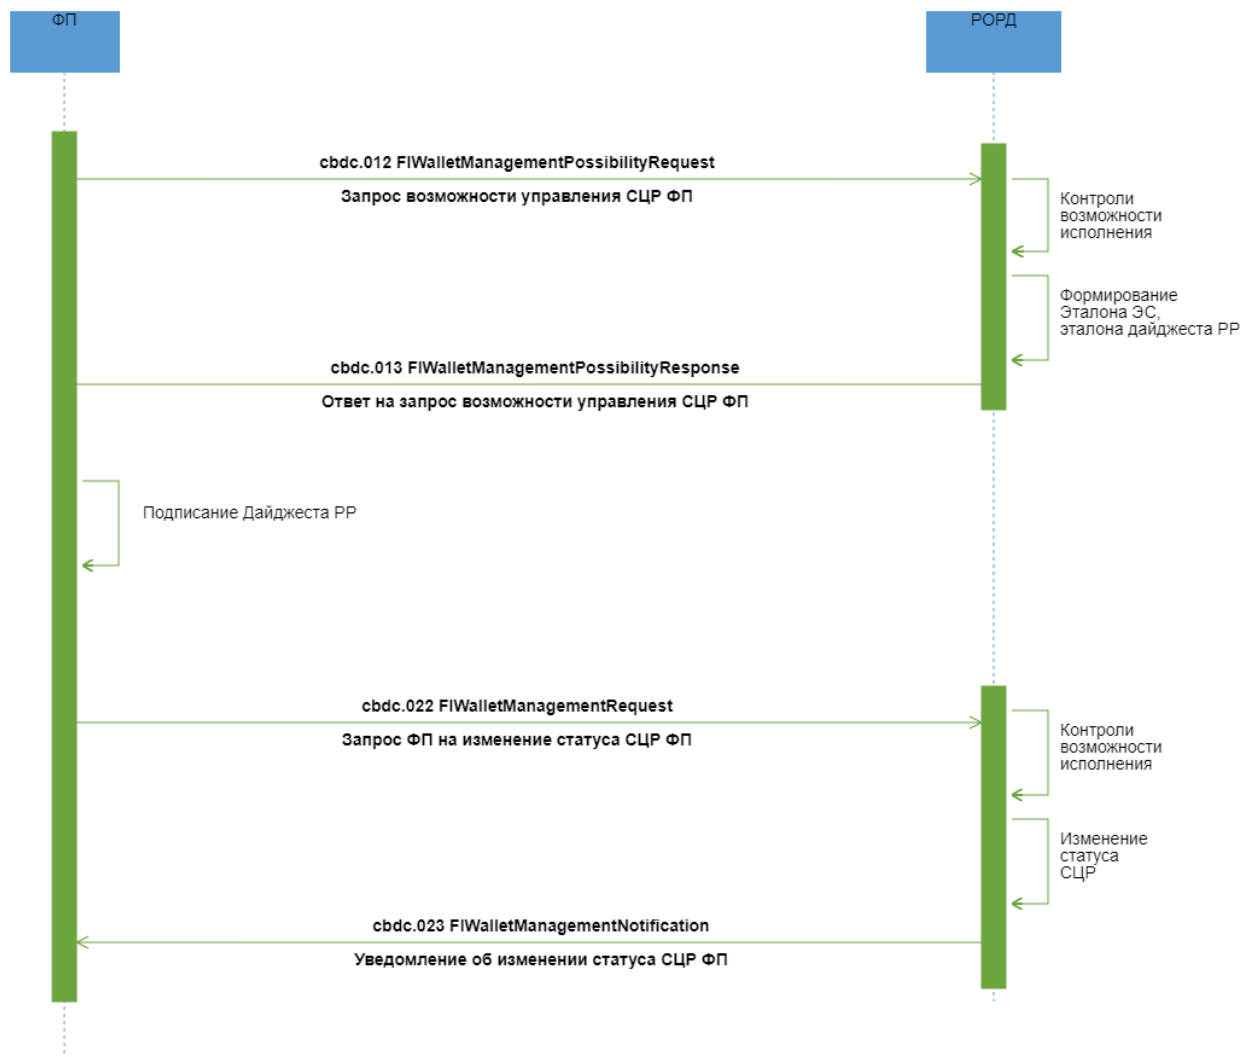 ФП
РОРД
cbdc.012 FIWalletManagementPossibilityRequest
Запрос возможности управления СЦР ФП
Контроли
возможности
исполнения
Формирование
Эталона ЭС,
эталона дайджеста РР
cbdc.013 FIWalletManagementPossibilityResponse
Ответ на запрос возможности управления СЦР ФП
Подписание Дайджеста РР
cbdc.022 FIWalletManagementRequest
Запрос ФП на изменение статуса СЦР ФП
Контроли
возможности
исполнения
Изменение
статуса
СЦР
cbdc.023 FIWalletManagementNotification
Уведомление об изменении статуса СЦР ФП